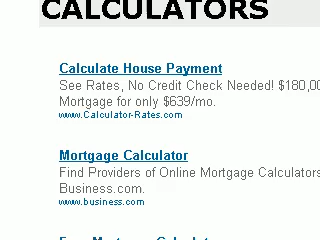 CALCULATORS
Calculate House Payment
See Rates, No Credit Check Needed! $180,00
Mortgage for only $639/mo.
www.Calculator-Rates.com
Mortgage Calculator
Find Providers of Online Mortgage Calculators
Business.com.
www.business.com